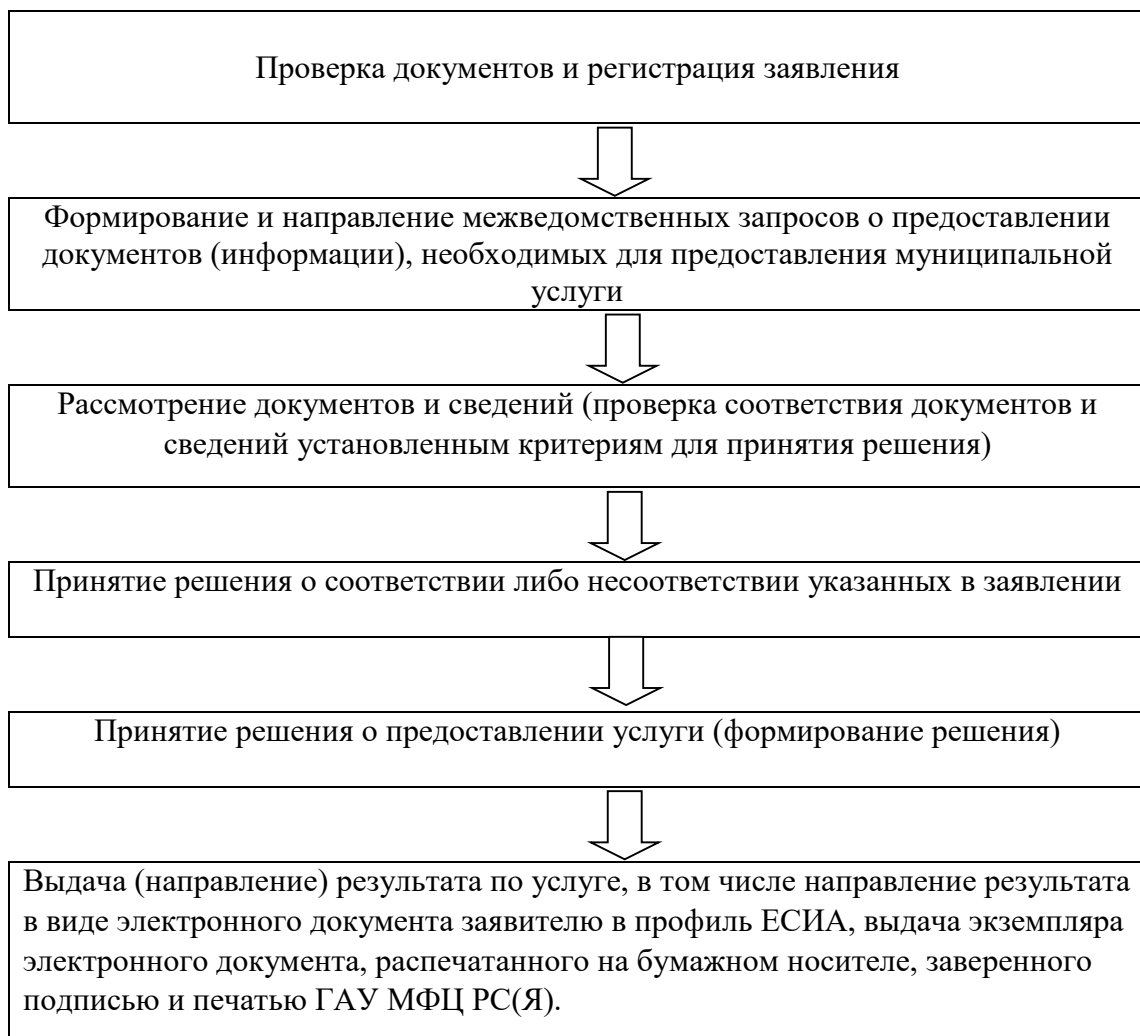 Проверка документов и регистрация заявления
Формирование и направление межведомственных запросов о предоставлении
документов (информации), необходимых для предоставления муниципальной
услуги
Рассмотрение документов и сведений (проверка соответствия документов и
сведений установленным критериям для принятия решения)
Принятие решения о соответствии либо несоответствии указанных в заявлении
Принятие решения о предоставлении услуги (формирование решения)
Выдача (направление) результата по услуге, в том числе направление результата
в виде электронного документа заявителю в профиль ЕСИА, выдача экземпляра
электронного документа, распечатанного на бумажном носителе, заверенного
подписью и печатью ГАУ МФЦ РС(Я).